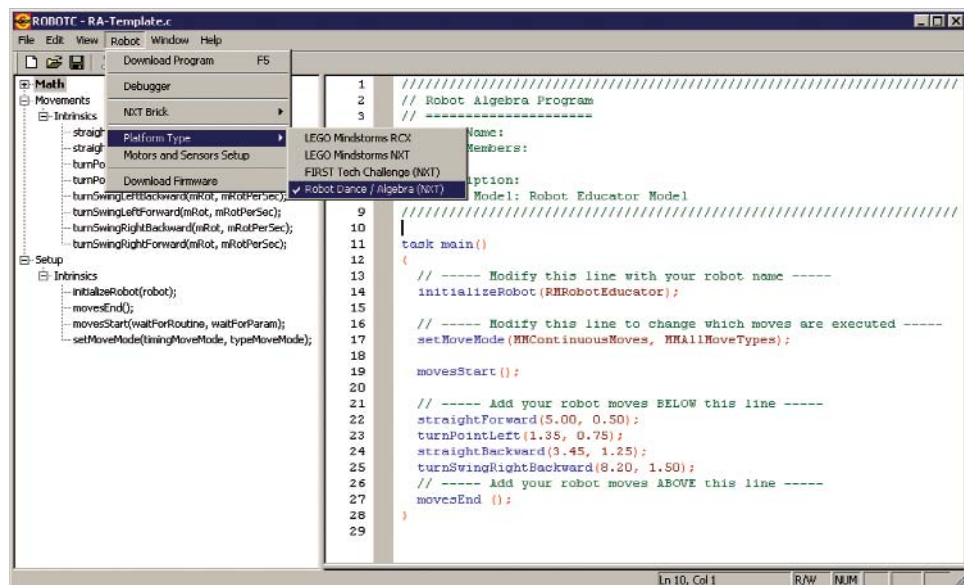 ROBOTC - RA-Template.c
File Edit View Robot Window Help
Download Program F5
Debugger
NXT Brick
Platform Type
Motors and Sensors Setup
Download Firmware
LEGO Mindstorms RCX
LEGO Mindstorms NXT
FIRST Tech Challenge (NXT)
Robot Dance / Algebra (NXT)
Math
Movements
Intrinsics
turnSwingLeftBackward(mRot, mRotPerSec);
turnSwingLeftForward(mRot, mRotPerSec);
turnSwingRightBackward(mRot, mRotPerSec);
turnSwingRightForward(mRot, mRotPerSec);
Setup
Intrinsics
initializeRobot(robot);
movesEnd();
movesStart(waitForRoutine, waitForParam);
setMoveMode(timingMoveMode, typeMoveMode);
1 ////////////////////////////////////////////////////////////////////
2 // Robot Algebra Program
3 // =====================
Name:
Members:
Model: Robot Educator Model
9 ////////////////////////////////////////////////////////////////////
10
11 task main()
12 {
13 // ----- Modify this line with your robot name -----
14 initializeRobot(RMRobotEducator);
15
16 // ----- Modify this line to change which moves are executed -----
17 setMoveMode(MMContinuousMoves, MMAllMoveTypes);
18
19 movesStart();
20
21 // ----- Add your robot moves BELOW this line -----
22 straightForward(5.00, 0.50);
23 turnPointLeft(1.35, 0.75);
24 straightBackward(3.45, 1.25);
25 turnSwingRightBackward(8.20, 1.50);
26 // ----- Add your robot moves ABOVE this line -----
27 movesEnd ();
28 }
29
Ln 10, Col 1 R/W NUM